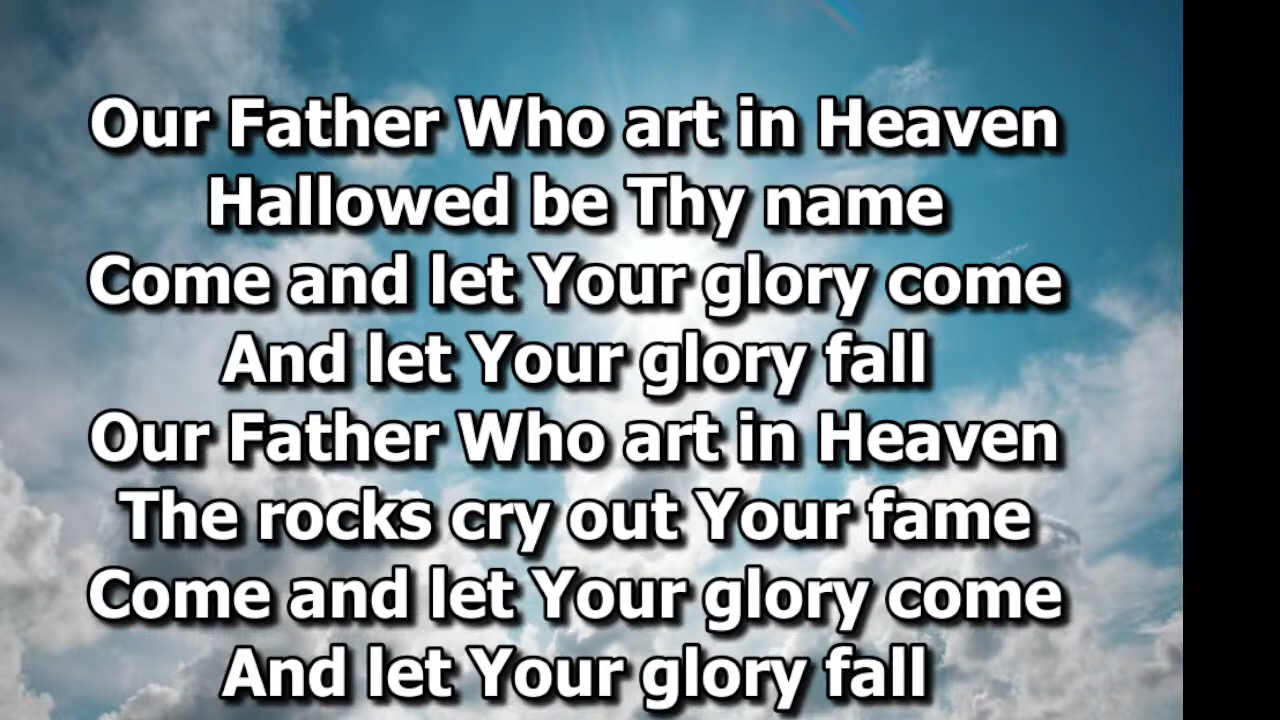 Our Father Who art in Heaven
Hallowed be Thy name
Come and let Your glory come
And let Your glory fall
Our Father Who art in Heaven
The rocks cry out Your fame
Come and let Your glory come
And let Your glory fall